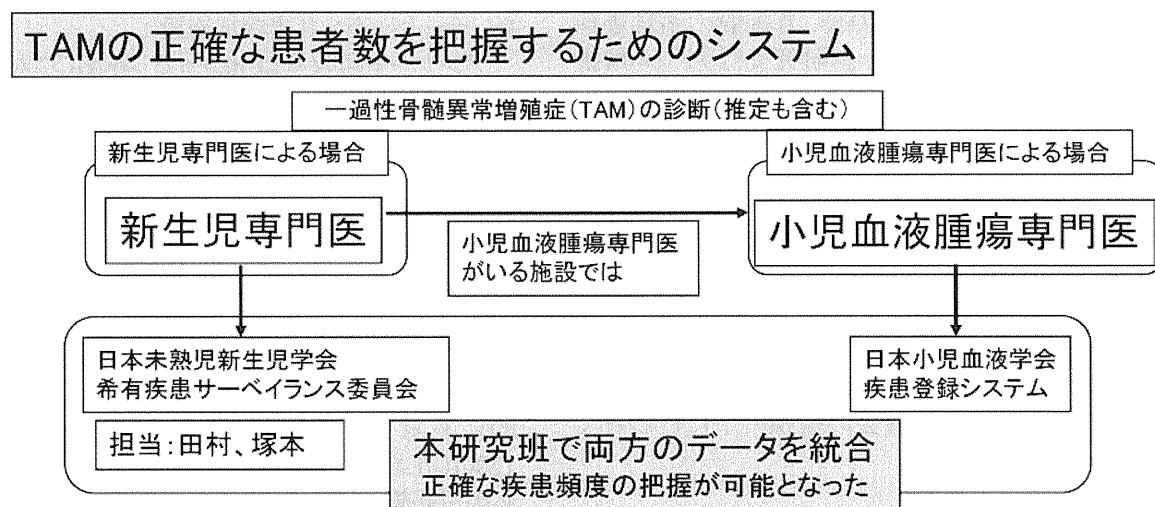 TAMの正確な患者数を把握するためのシステム
一過性骨髄異常増殖症(TAM)の診断(推定も含む)
新生児専門医による場合
小児血液腫瘍専門医による場合
新生児専門医
小児血液腫瘍専門医
小児血液腫瘍専門医
がいる施設では
日本未熟児新生児学会
希有疾患サーベイランス委員会
日本小児血液学会
疾患登録システム
担当:田村、塚本
本研究班で両方のデータを統合
正確な疾患頻度の把握が可能となった